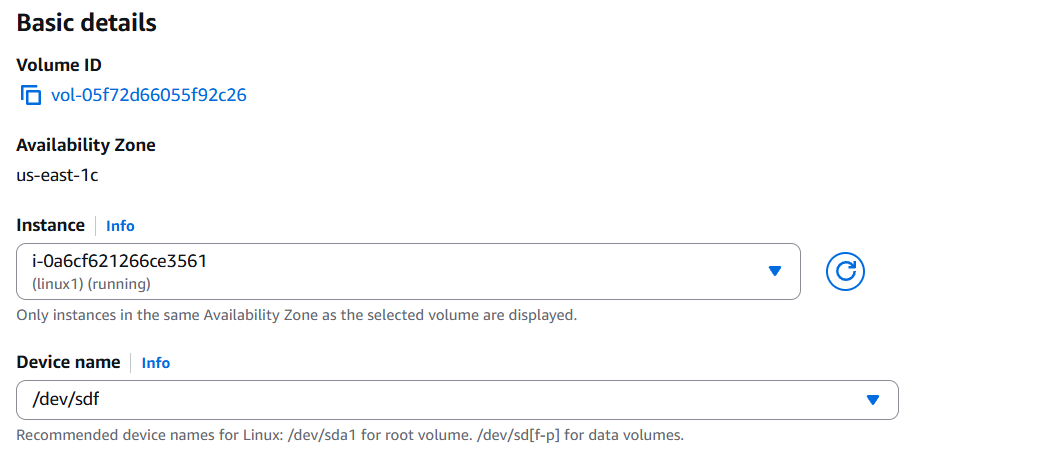 Basic details
Volume ID
vol-05f72d66055f92c26
Availability Zone
us-east-1c
Instance Info
i-0a6cf621266ce3561
(linux1) (running)
Only instances in the same Availability Zone as the selected volume are displayed.
Device name Info
/dev/sdf
Recommended device names for Linux: /dev/sda1 for root volume. /dev/sd[f-p] for data volumes.